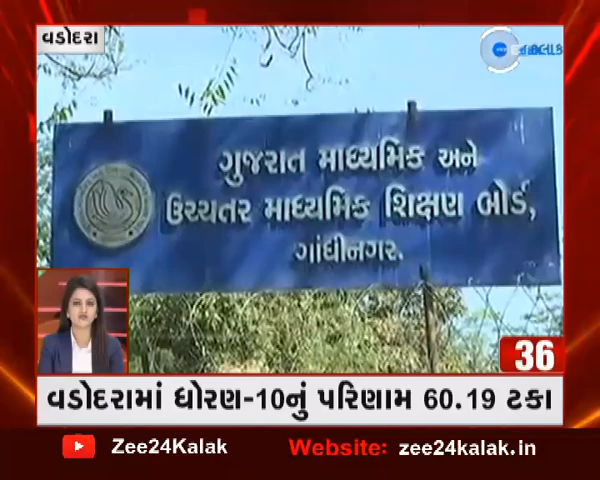 વડોદરા
ગુજરાત માધ્યમિક અને
ઉચ્ચતર માધ્યમિક શિક્ષણ બોર્ડ,
ગાંધીનગર.
36
વડોદરામાં ધોરણ-10નું પરિણામ 60.19 ટકા
Zee24Kalak
Website: zee24kalak.in